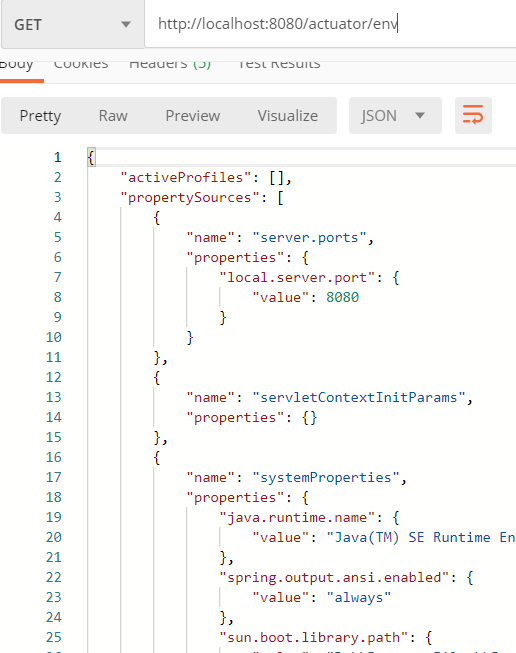 GET http://localhost:8080/actuator/env
Body Cookies Headers (5) Test Results
Pretty Raw Preview Visualize JSON
1 {
2 "activeProfiles": [],
3 "propertySources": [
4 {
5 "name": "server.ports",
6 "properties": {
7 "local.server.port": {
8 "value": 8080
9 }
10 }
11 },
12 {
13 "name": "servletContextInitParams",
14 "properties": {}
15 },
16 {
17 "name": "systemProperties",
18 "properties": {
19 "java.runtime.name": {
20 "value": "Java(TM) SE Runtime En
21 },
22 "spring.output.ansi.enabled": {
23 "value": "always"
24 },
25 "sun.boot.library.path": {